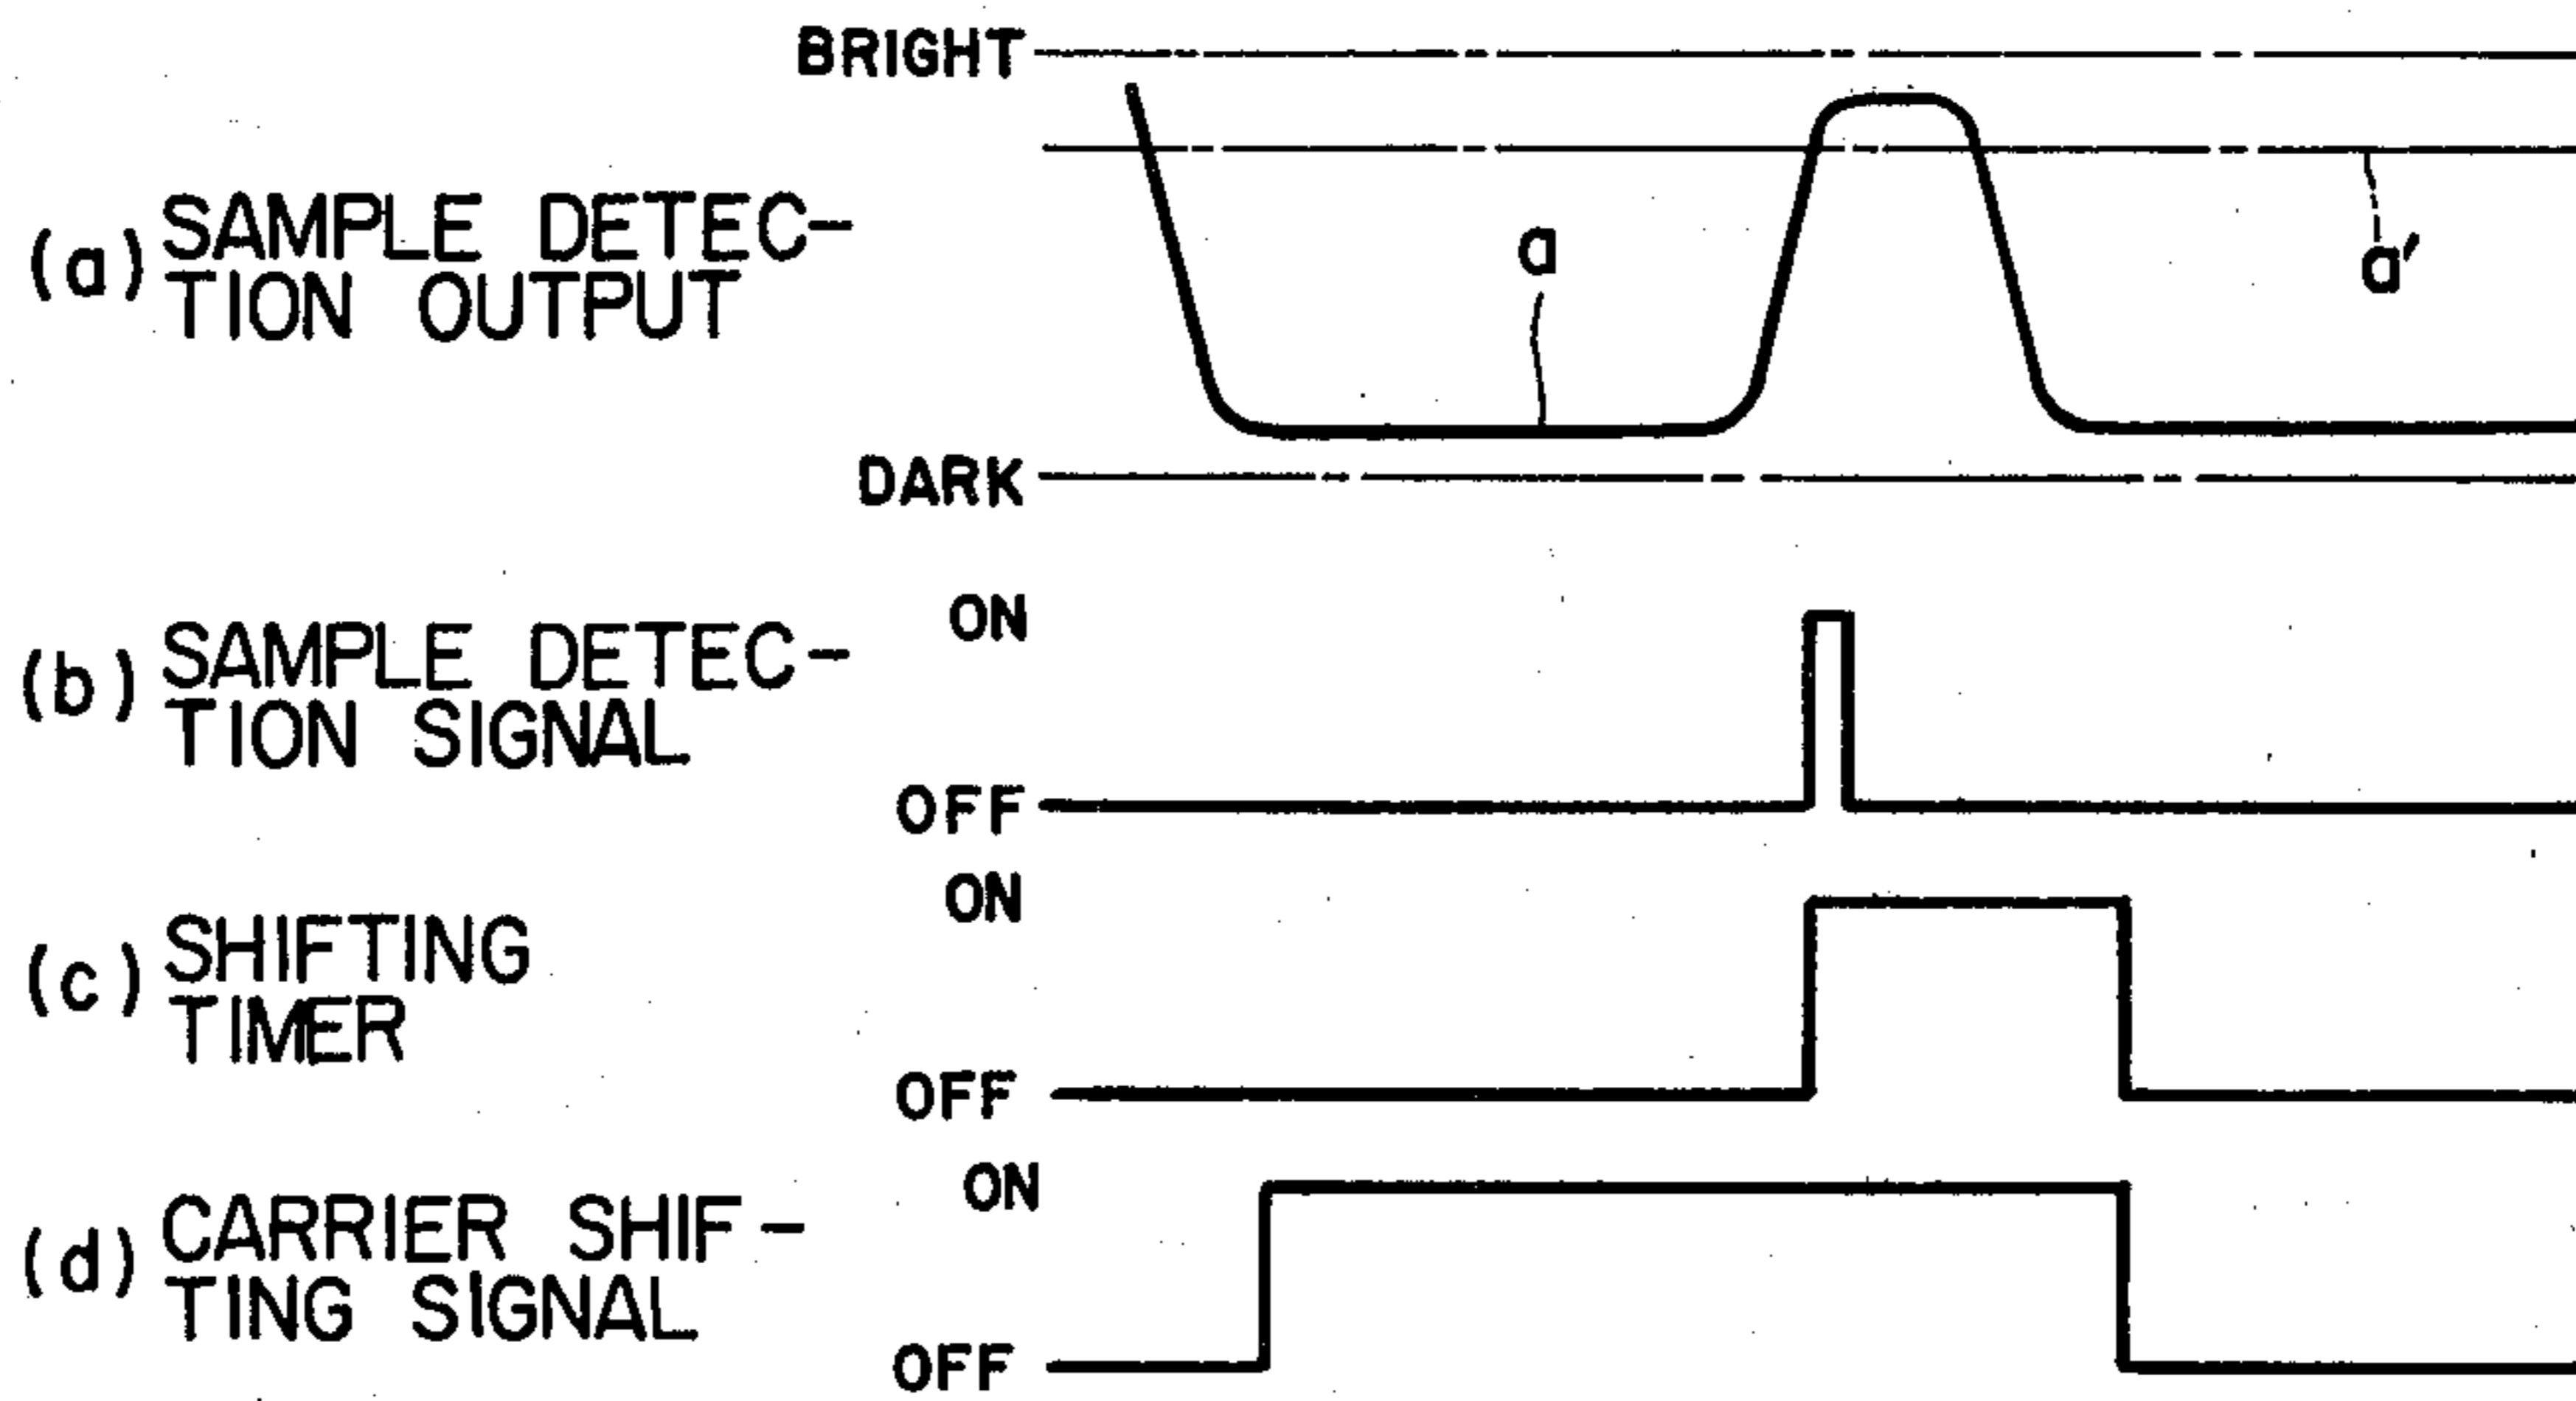 BRIGHT
(a) SAMPLE DETEC-
TION OUTPUT
a
a'
DARK
(b) SAMPLE DETEC-
TION SIGNAL
ON
OFF
(c) SHIFTING
TIMER
ON
OFF
(d) CARRIER SHIF-
TING SIGNAL
ON
OFF